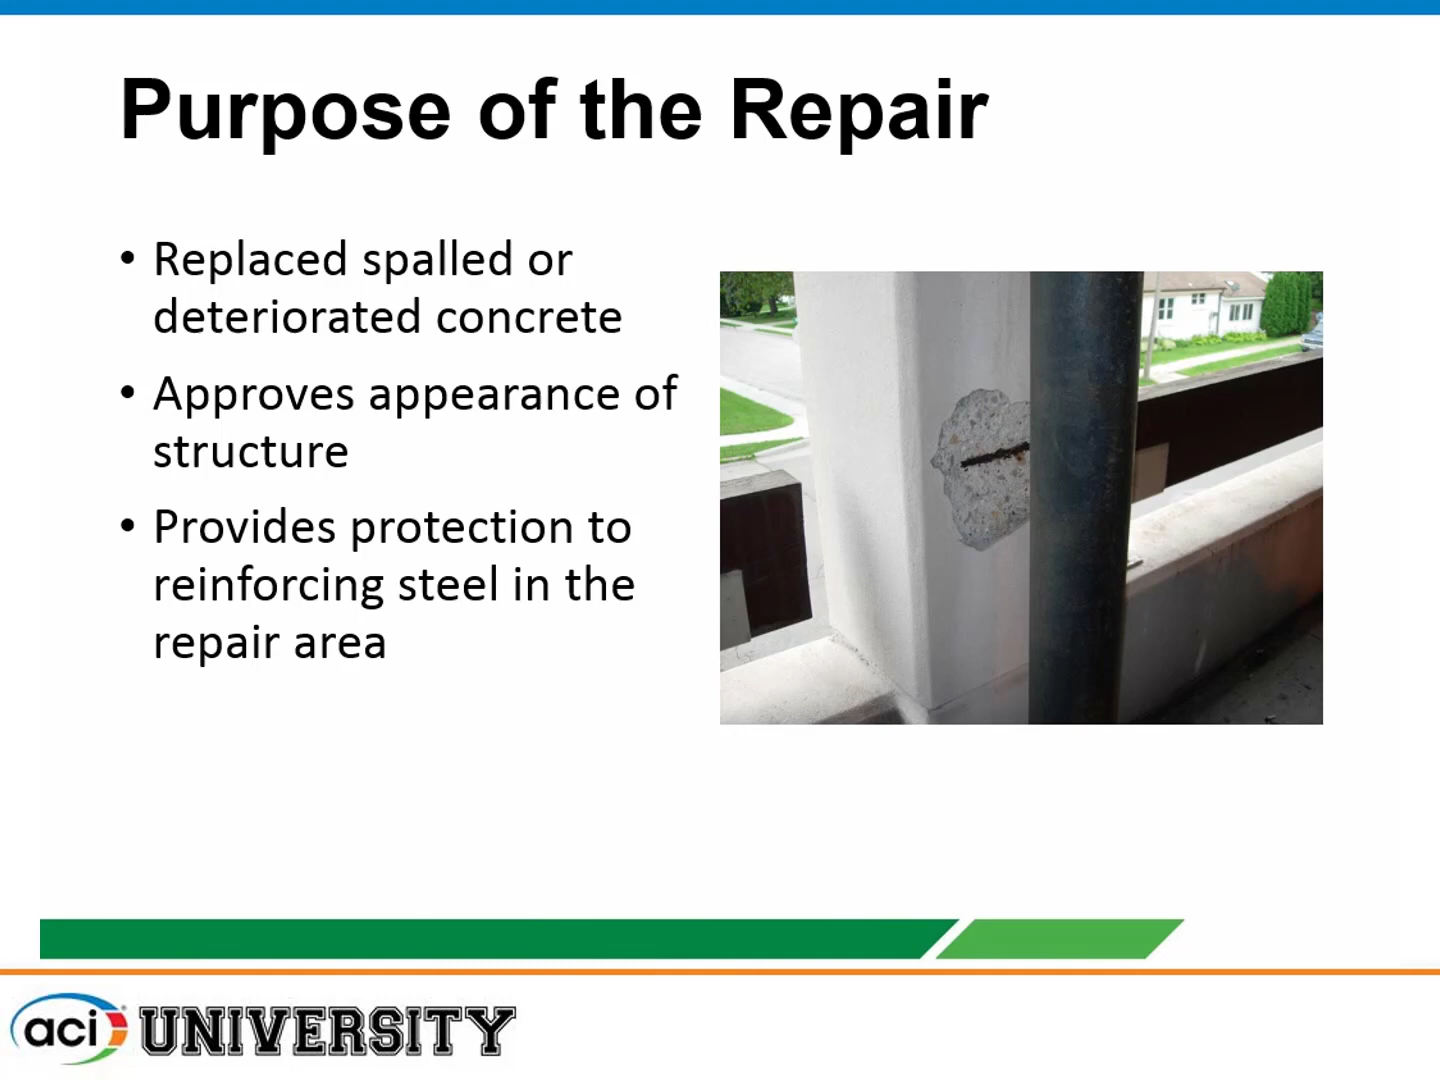 Purpose of the Repair
• Replaced spalled or
deteriorated concrete
• Approves appearance of
structure
• Provides protection to
reinforcing steel in the
repair area
aci UNIVERSITY